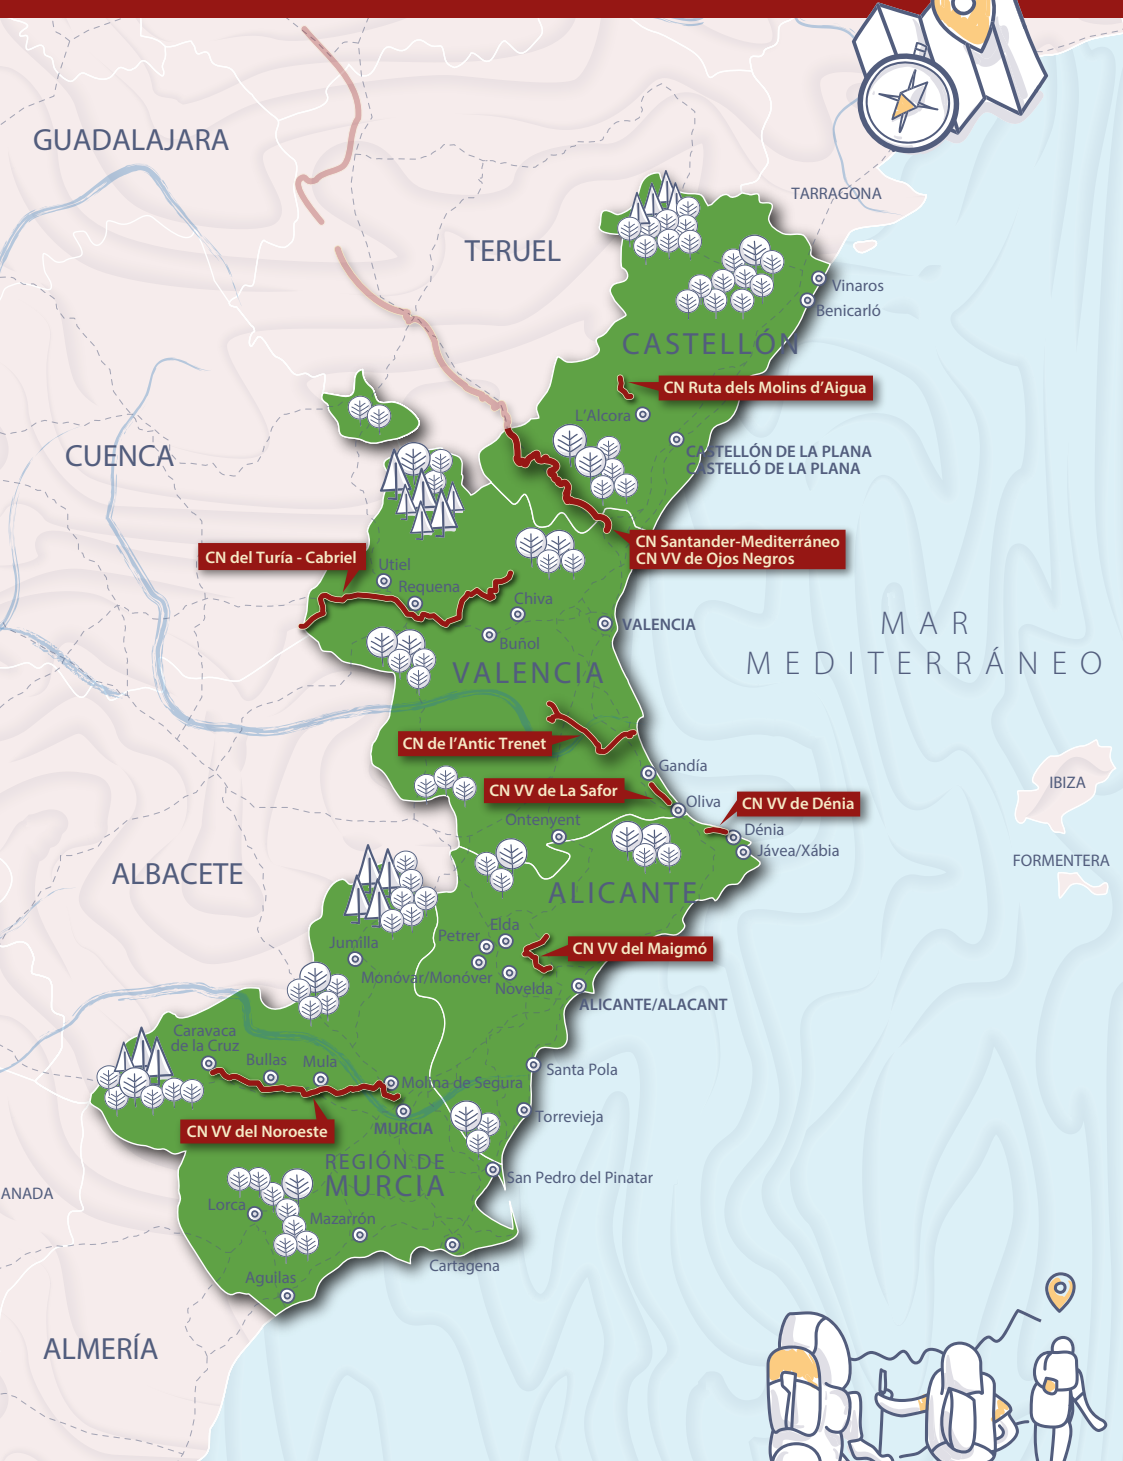 GUADALAJARA
TARRAGONA
TERUEL
Vinaros
Benicarló
CASTELLÓN
CN Ruta dels Molins d’Aigua
L’Alcora
CUENCA
CASTELLÓN DE LA PLANA
CASTELLÓ DE LA PLANA
CN Santander-Mediterráneo
CN VV de Ojos Negros
CN del Turía - Cabriel
Utiel
Requena
Chiva
VALENCIA
Buñol
MAR
MEDITERRÁNEO
VALENCIA
CN de l’Antic Trenet
Gandía
IBIZA
CN VV de La Safor
Oliva
CN VV de Dénia
Ontenyent
Dénia
Jávea/Xábia
FORMENTERA
ALBACETE
ALICANTE
Elda
Petrer
Jumilla
CN VV del Maigmó
Monóvar/Monóver
Novelda
ALICANTE/ALACANT
Caravaca
de la Cruz
Bullas
Mula
Santa Pola
Molina de Segura
Torrevieja
MURCIA
CN VV del Noroeste
REGIÓN DE
MURCIA
San Pedro del Pinatar
ANADA
Lorca
Mazarrón
Cartagena
Aguilas
ALMERÍA